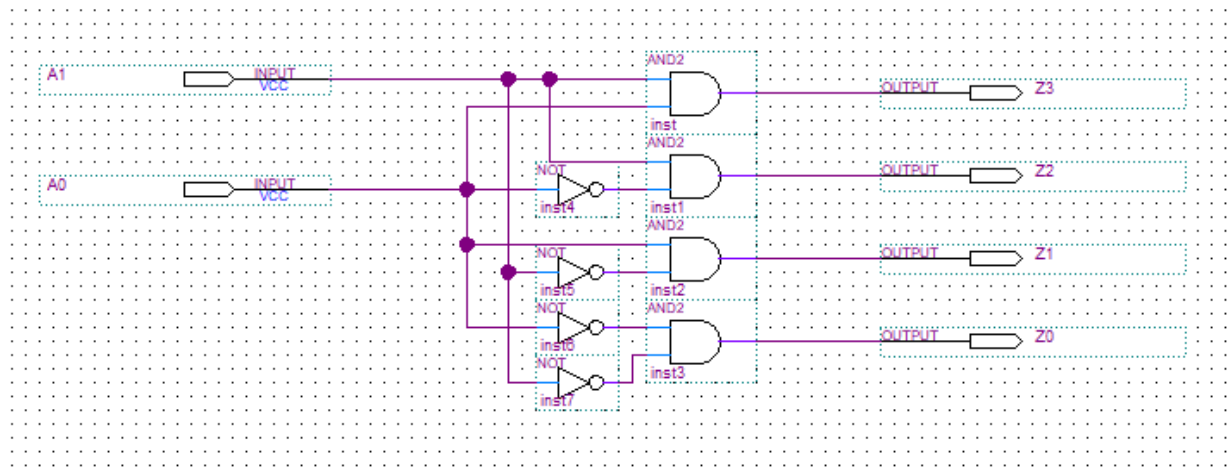 A1
INPUT
VCC
AND2
inst
OUTPUT
Z3
A0
INPUT
VCC
NOT
inst4
AND2
inst1
OUTPUT
Z2
NOT
inst5
AND2
inst2
OUTPUT
Z1
NOT
inst6
AND2
inst3
OUTPUT
Z0
NOT
inst7